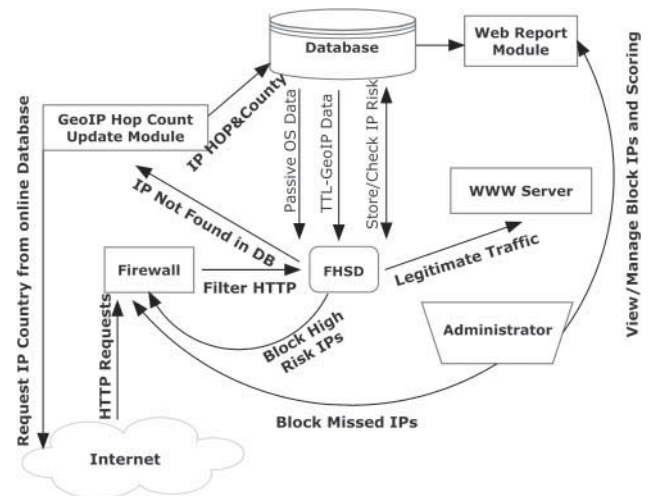 Database
Web Report
Module
GeoIP Hop Count
Update Module
IP HOP&County
Passive OS Data
TTL-GeoIP Data
Store/Check IP Risk
View/Manage Block IPs and Scoring
Request IP Country from online Database
IP Not Found in DB
WWW Server
Firewall
Filter HTTP
FHSD
Legitimate Traffic
HTTP Requests
Block High
Risk IPs
Administrator
Block Missed IPs
Internet